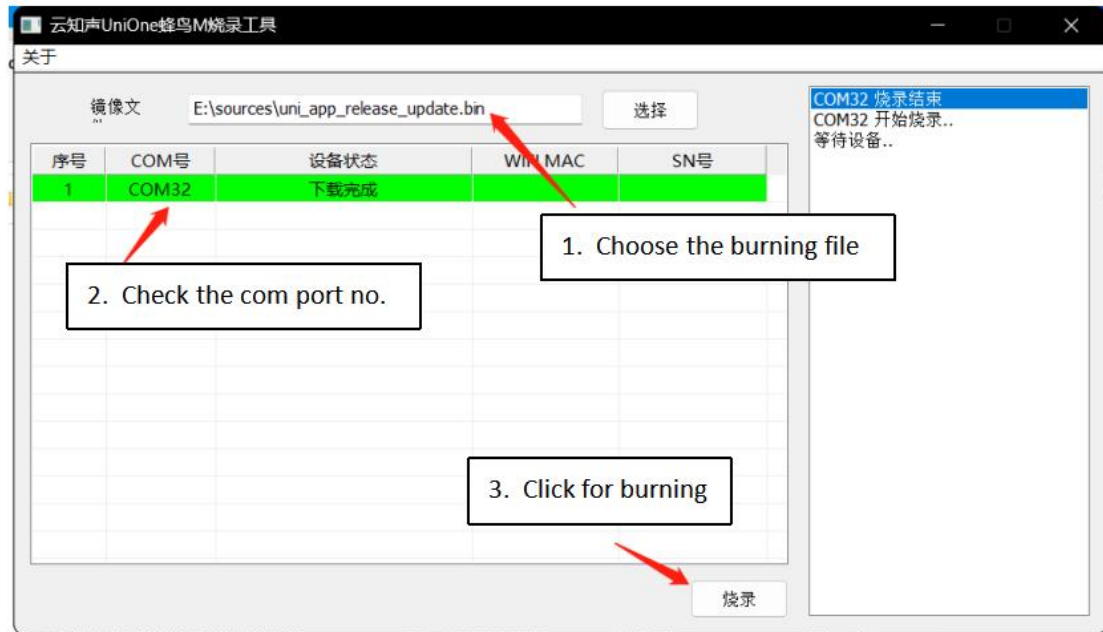 云知声UniOne蜂鸟M烧录工具
关于
镜像文
E:\sources\uni_app_release_update.bin
选择
序号 COM号 设备状态 WIFI MAC SN号
1 COM32 下载完成
1. Choose the burning file
2. Check the com port no.
3. Click for burning
烧录
COM32 烧录结束
COM32 开始烧录..
等待设备..